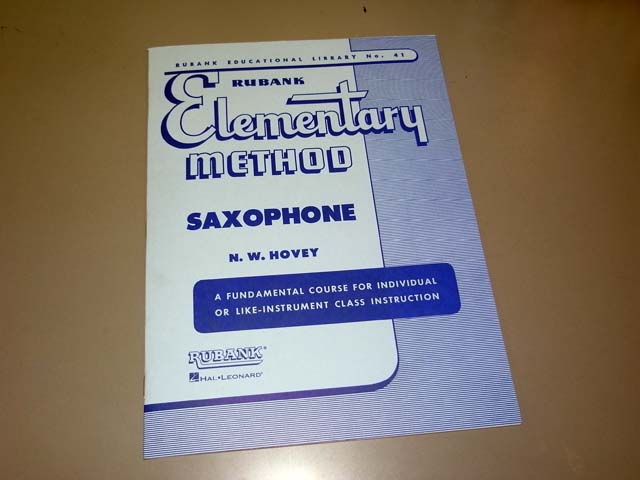 RUBANK EDUCATIONAL LIBRARY No. 41
RUBANK
Elementary
METHOD
SAXOPHONE
N. W. HOVEY
A FUNDAMENTAL COURSE FOR INDIVIDUAL
OR LIKE-INSTRUMENT CLASS INSTRUCTION
RUBANK®
HAL•LEONARD®